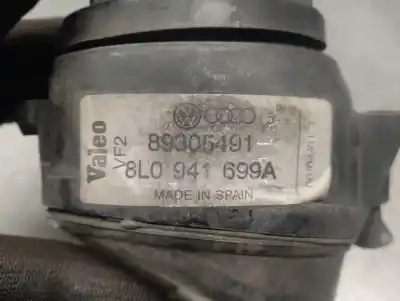 Valeo
VF2
89305491
8L0 941 699A
MADE IN SPAIN